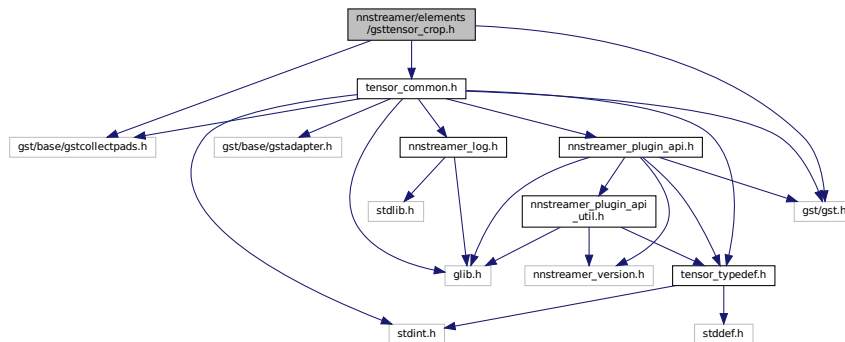 nnstreamer/elements
/gsttensor_crop.h
tensor_common.h
gst/base/gstcollectpads.h
gst/base/gstadapter.h
nnstreamer_log.h
nnstreamer_plugin_api.h
stdlib.h
nnstreamer_plugin_api
_util.h
gst/gst.h
glib.h
nnstreamer_version.h
tensor_typedef.h
stdint.h
stddef.h